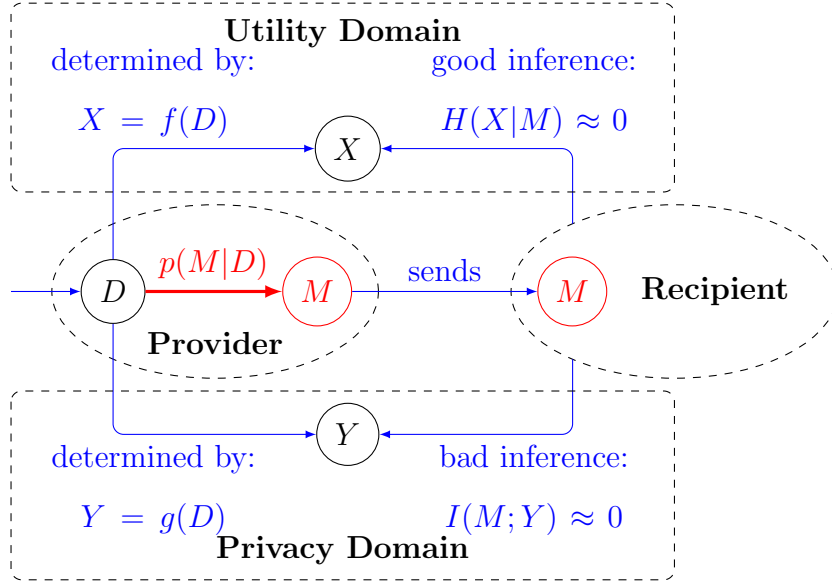 Utility Domain
determined by: good inference:
X = f(D) H(X|M) ≈ 0
X
p(M|D)
sends
D M M Recipient
Provider
Y
determined by: bad inference:
Y = g(D) I(M; Y) ≈ 0
Privacy Domain